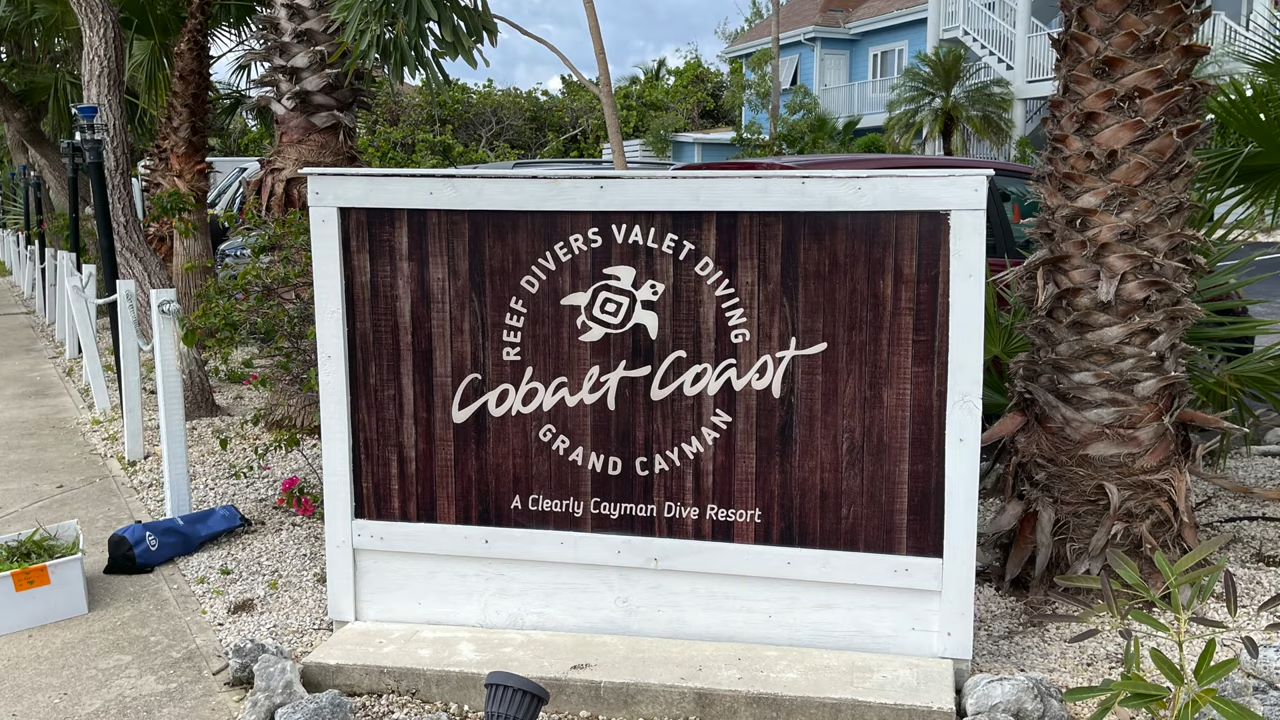 REEF DIVERS VALET DIVING
Cobalt Coast
GRAND CAYMAN
A Clearly Cayman Dive Resort